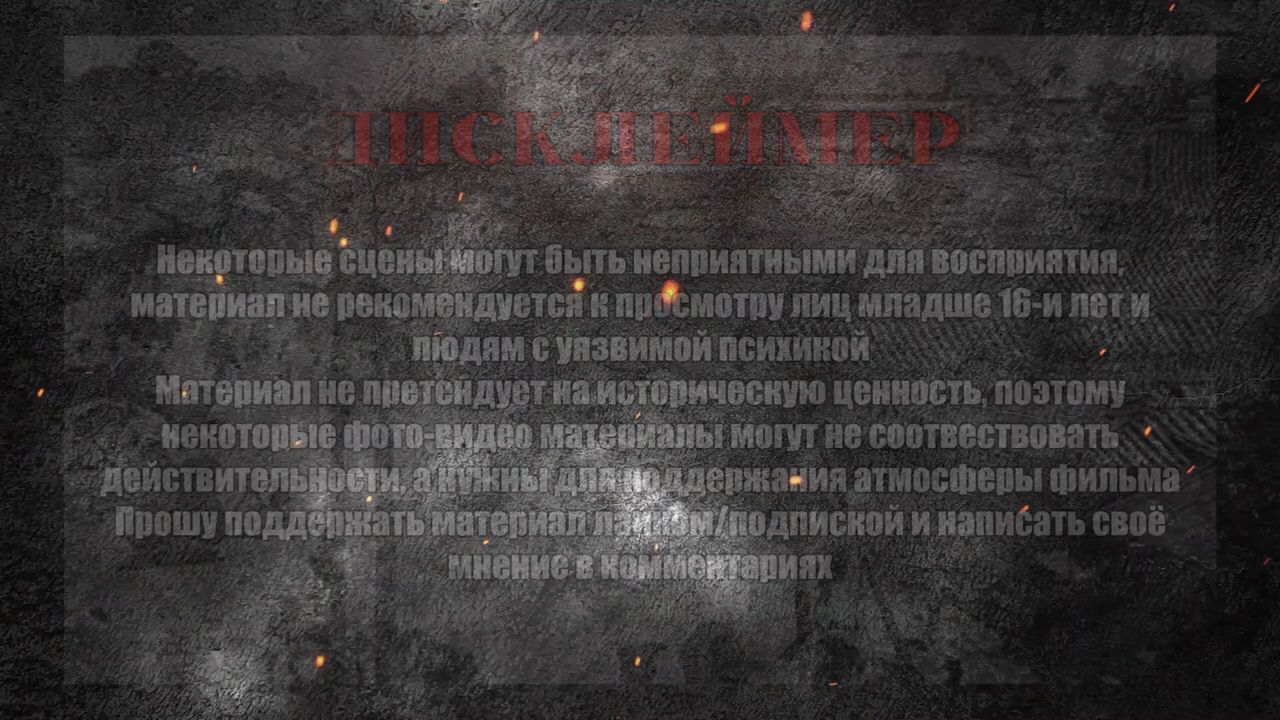 ДИСКЛЕЙМЕР
Некоторые сцены могут быть неприятными для восприятия,
материал не рекомендуется к просмотру лиц младше 16-и лет и
людям с уязвимой психикой
Материал не претендует на историческую ценность, поэтому
некоторые фото-видео материалы могут не соотвествовать
действительности, а нужны для поддержания атмосферы фильма
Прошу поддержать материал лайком/подпиской и написать своё
мнение в комментариях